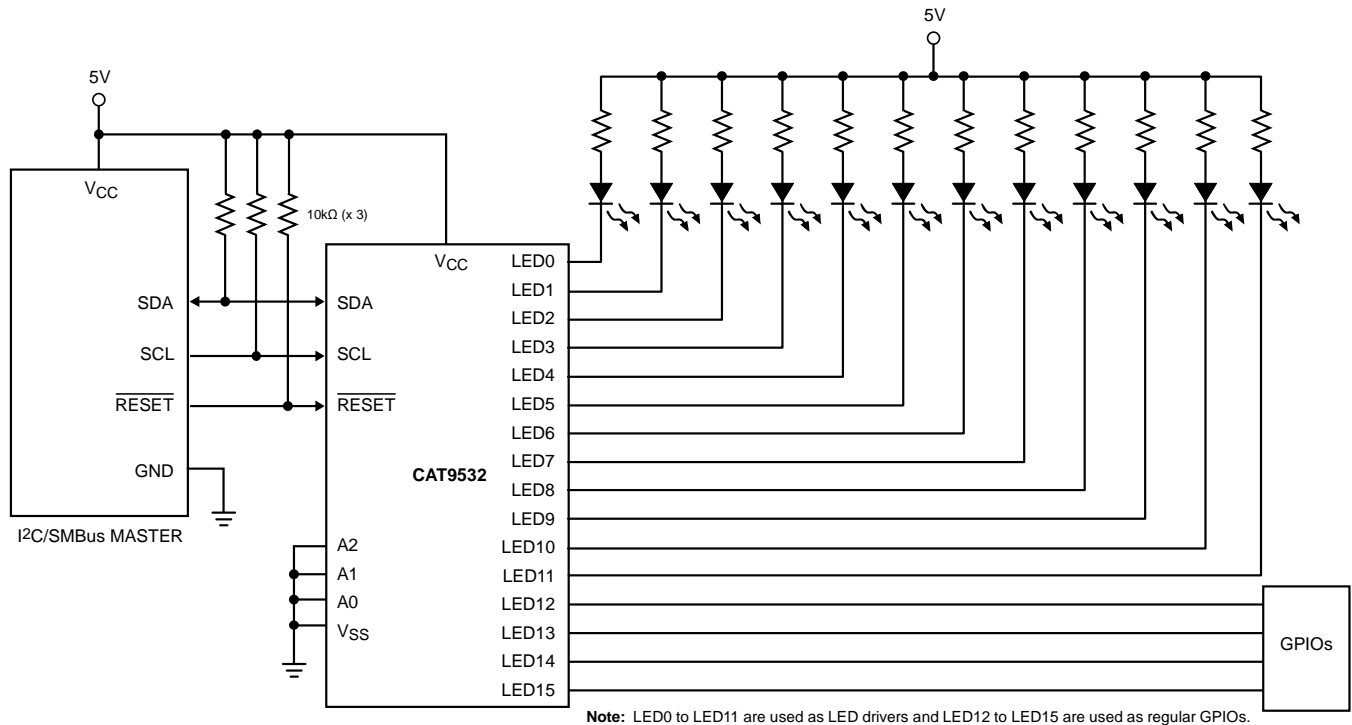 5V
5V
VCC
10kΩ (x 3)
SDA
SCL
RESET
GND
I2C/SMBus MASTER
VCC
SDA
SCL
RESET
CAT9532
A2
A1
A0
VSS
LED0
LED1
LED2
LED3
LED4
LED5
LED6
LED7
LED8
LED9
LED10
LED11
LED12
LED13
LED14
LED15
GPIOs
Note: LED0 to LED11 are used as LED drivers and LED12 to LED15 are used as regular GPIOs.